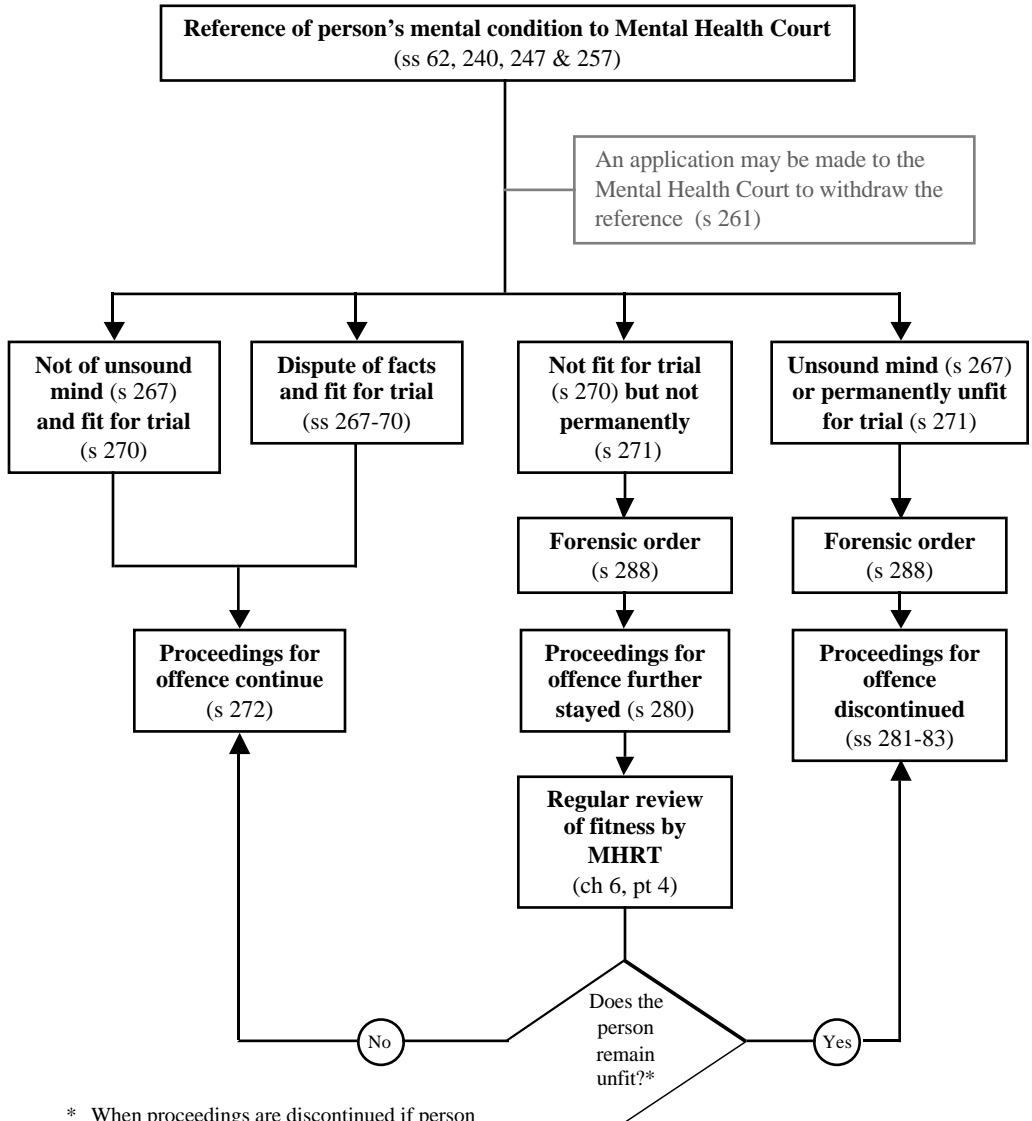 Reference of person's mental condition to Mental Health Court
(ss 62, 240, 247 & 257)
An application may be made to the
Mental Health Court to withdraw the
reference (s 261)
Not of unsound
mind (s 267)
and fit for trial
(s 270)
Dispute of facts
and fit for trial
(ss 267-70)
Not fit for trial
(s 270) but not
permanently
(s 271)
Unsound mind (s 267)
or permanently unfit
for trial (s 271)
Forensic order
(s 288)
Forensic order
(s 288)
Proceedings for
offence continue
(s 272)
Proceedings for
offence further
stayed (s 280)
Proceedings for
offence
discontinued
(ss 281-83)
Regular review
of fitness by
MHRT
(ch 6, pt 4)
Does the
person
remain
unfit?*
No
Yes
* When proceedings are discontinued if person